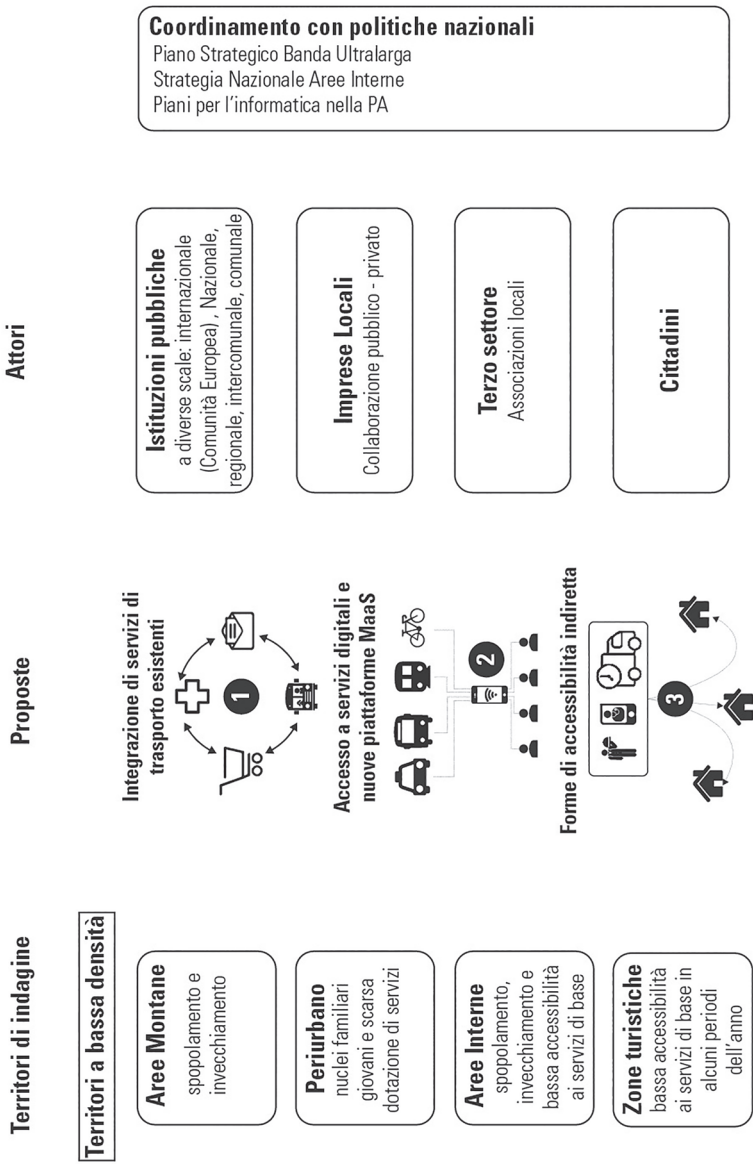 Territori di indagine
Territori a bassa densità
Aree Montane
spopolamento e
invecchiamento
Periurbano
nuclei familiari
giovani e scarsa
dotazione di servizi
Aree Interne
spopolamento,
invecchiamento e
bassa accessibilità
ai servizi di base
Zone turistiche
bassa accessibilità
ai servizi di base in
alcuni periodi
dell'anno
Proposte
Integrazione di servizi di
trasporto esistenti
1
Accesso a servizi digitali e
nuove piattaforme MaaS
2
Forme di accessibilità indiretta
3
Attori
Istituzioni pubbliche
a diverse scale: internazionale
(Comunità Europea) , Nazionale,
regionale, intercomunale, comunale
Imprese Locali
Collaborazione pubblico - privato
Terzo settore
Associazioni locali
Cittadini
Coordinamento con politiche nazionali
Piano Strategico Banda Ultralarga
Strategia Nazionale Aree Interne
Piani per l'informatica nella PA